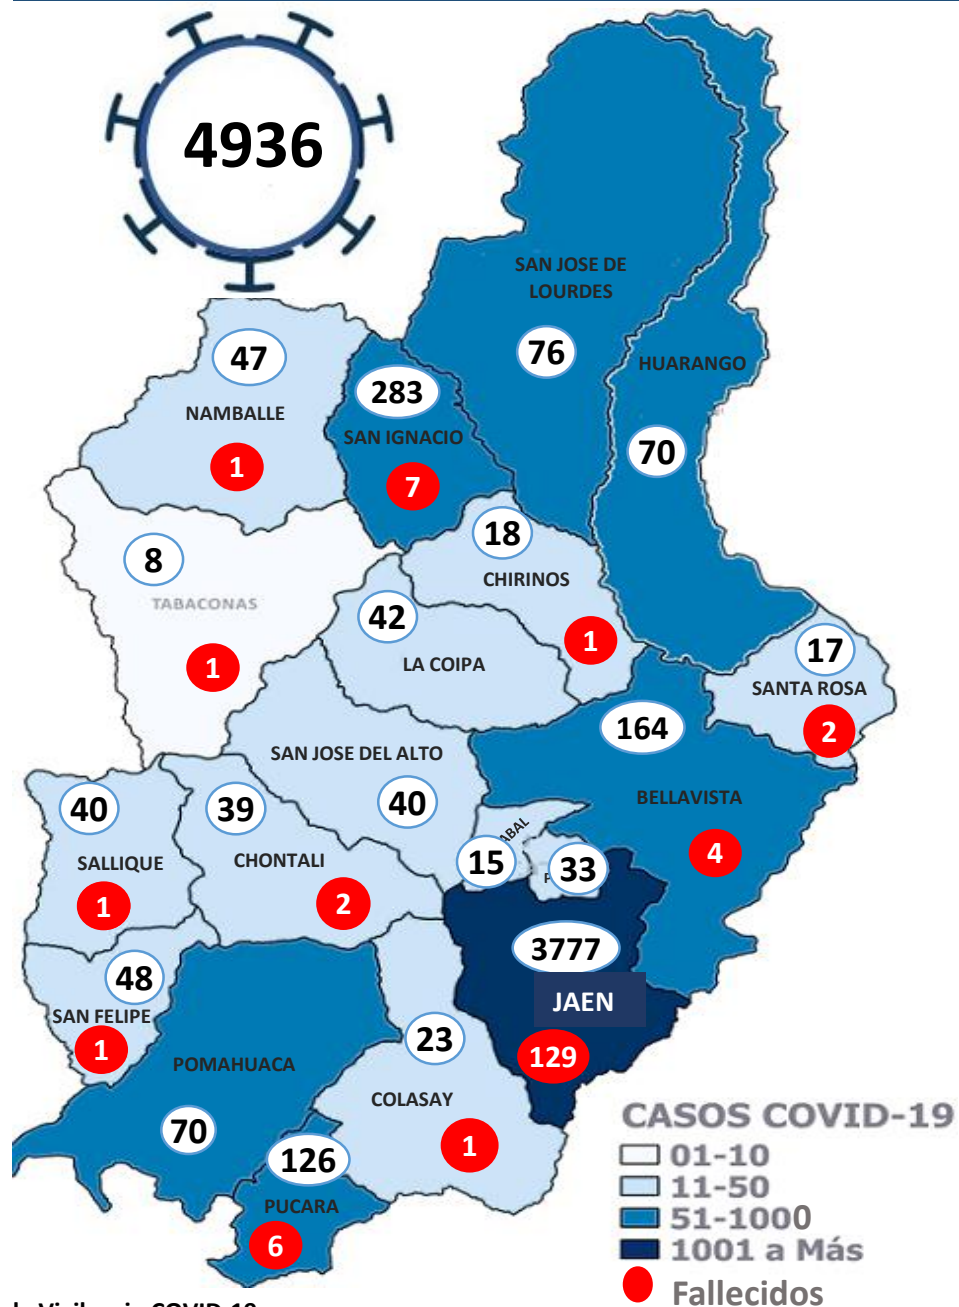 4936
SAN JOSE DE
LOURDES
76
HUARANGO
70
47
NAMBALLE
1
283
SAN IGNACIO
7
18
CHIRINOS
1
8
TABACONAS
1
42
LA COIPA
17
SANTA ROSA
2
164
BELLAVISTA
4
SAN JOSE DEL ALTO
40
40
SALLIQUE
1
39
CHONTALI
2
ABAL
15
P
33
3777
JAEN
129
48
SAN FELIPE
1
POMAHUACA
70
23
COLASAY
1
126
PUCARA
6
CASOS COVID-19
01-10
11-50
51-1000
1001 a Más
Fallecidos